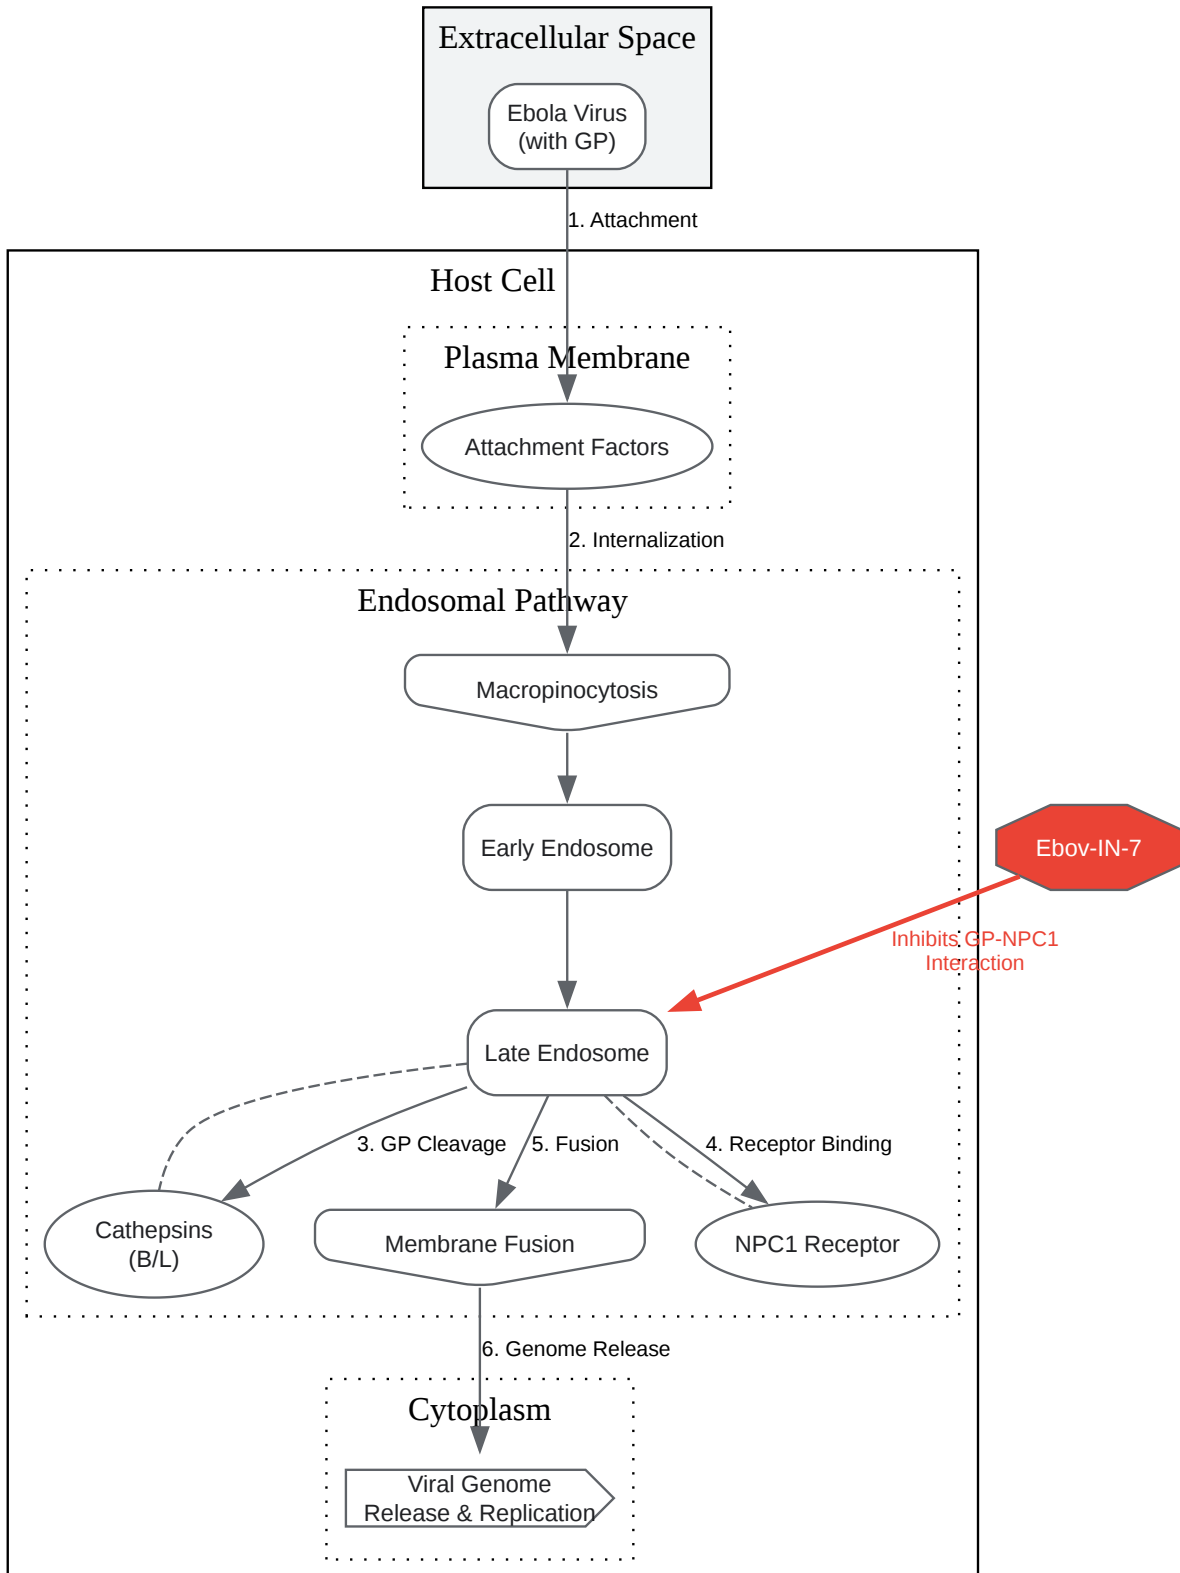 Extracellular Space
Ebola Virus
(with GP)
1. Attachment
Host Cell
Plasma Membrane
Attachment Factors
2. Internalization
Endosomal Pathway
Macropinocytosis
Early Endosome
Ebov-IN-7
Inhibits GP-NPC1
Interaction
Late Endosome
3. GP Cleavage
5. Fusion
4. Receptor Binding
Cathepsins
(B/L)
Membrane Fusion
NPC1 Receptor
6. Genome Release
Cytoplasm
Viral Genome
Release & Replication